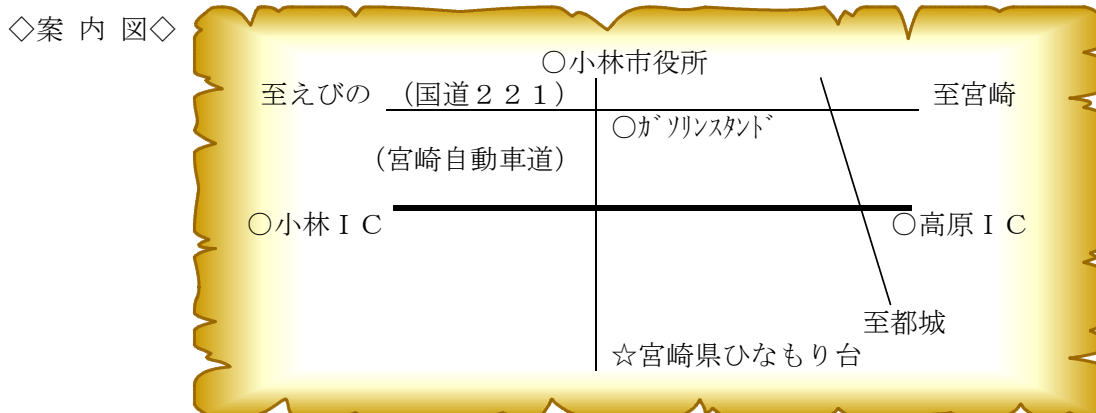 ◇案 内 図◇
○小林市役所
至えびの (国道２２１) 至宮崎
○ｶﾞｿﾘﾝｽﾀﾝﾄﾞ
(宮崎自動車道)
○小林ＩＣ ○高原ＩＣ
至都城
☆宮崎県ひなもり台